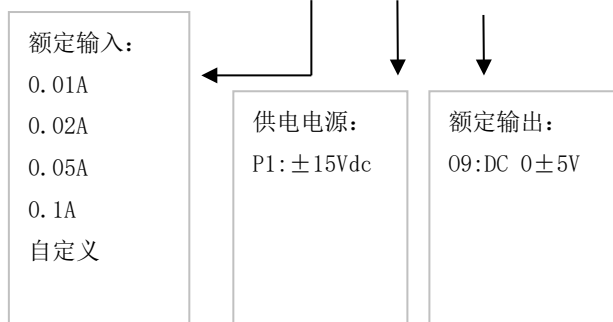 额定输入：
0.01A
0.02A
0.05A
0.1A
自定义
供电电源：
P1:±15Vdc
额定输出：
O9:DC 0±5V